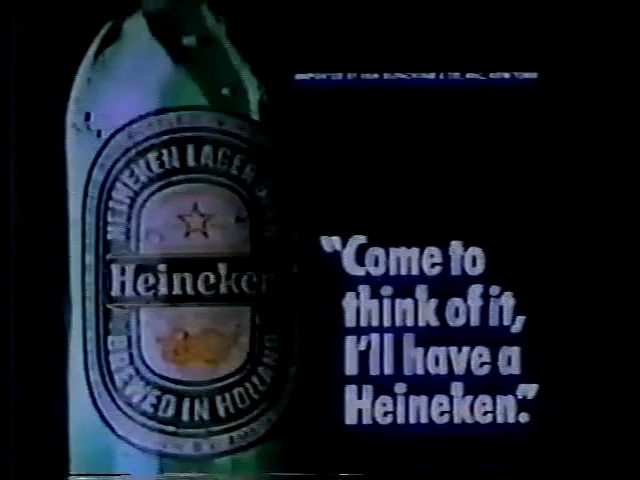 HEINEKEN LAGER
Heineken
BREWED IN HOLLAND
"Come to
think of it,
I'll have a
Heineken."